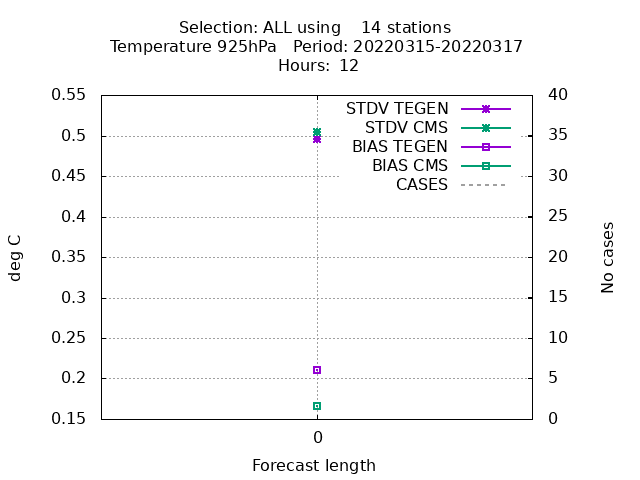 Selection: ALL using    14 stations
Temperature 925hPa   Period: 20220315-20220317
Hours: 12
0.55
0.5
0.45
0.4
0.35
0.3
0.25
0.2
0.15
40
35
30
25
20
15
10
5
0
STDV TEGEN
STDV CMS
BIAS TEGEN
BIAS CMS
CASES
deg C
No cases
0
Forecast length